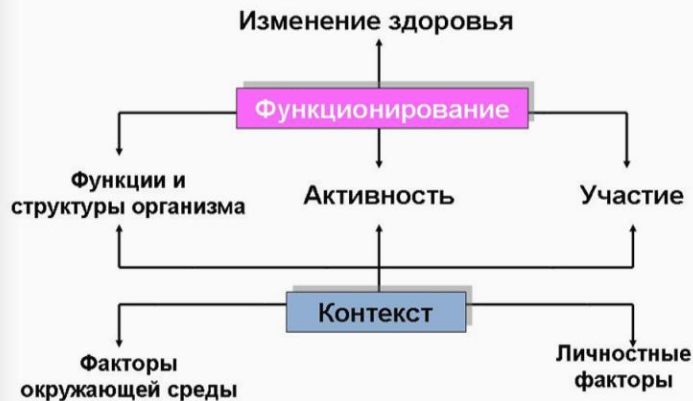 Изменение здоровья
Функционирование
Функции и
структуры организма
Активность
Участие
Контекст
Факторы
окружающей среды
Личностные
факторы